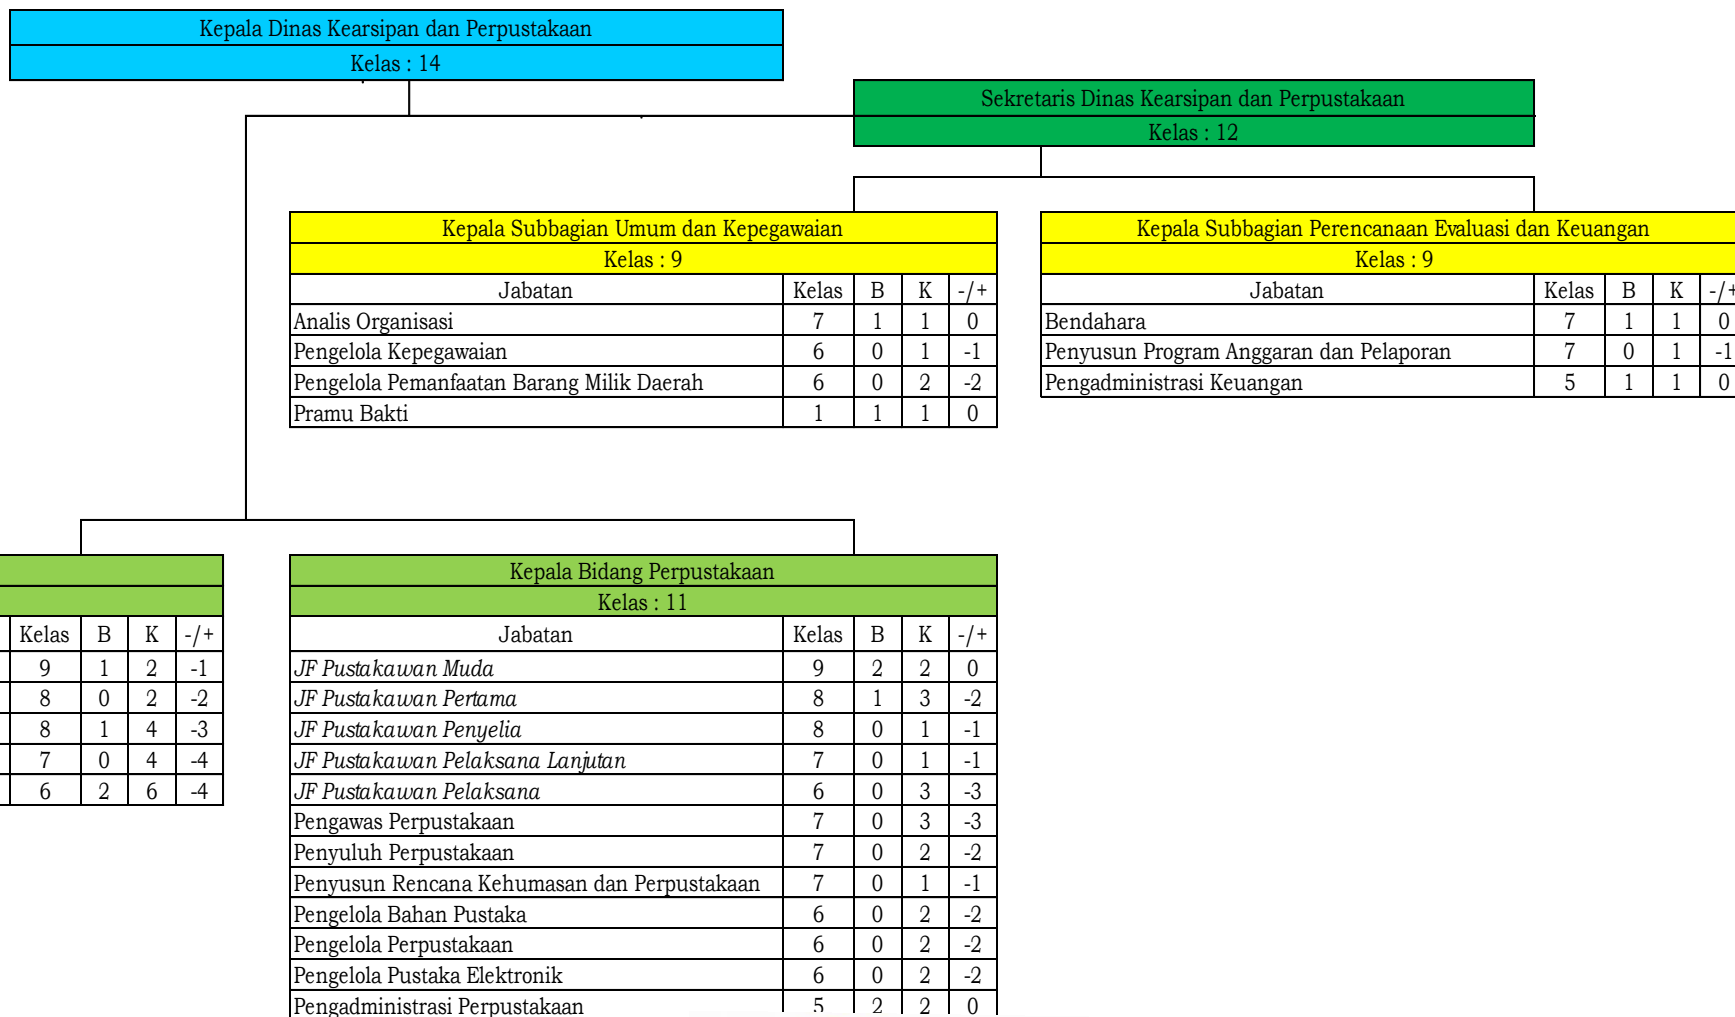 Kepala Dinas Kearsipan dan Perpustakaan
Kelas : 14
Sekretaris Dinas Kearsipan dan Perpustakaan
Kelas : 12
Kepala Subbagian Umum dan Kepegawaian
Kelas : 9
Jabatan Kelas B K -/+
Analis Organisasi 7 1 1 0
Pengelola Kepegawaian 6 0 1 -1
Pengelola Pemanfaatan Barang Milik Daerah 6 0 2 -2
Pramu Bakti 1 1 1 0
Kepala Subbagian Perencanaan Evaluasi dan Keuangan
Kelas : 9
Jabatan Kelas B K -/+
Bendahara 7 1 1 0
Penyusun Program Anggaran dan Pelaporan 7 0 1 -1
Pengadministrasi Keuangan 5 1 1 0
Kelas B K -/+
9 1 2 -1
8 0 2 -2
8 1 4 -3
7 0 4 -4
6 2 6 -4
Kepala Bidang Perpustakaan
Kelas : 11
Jabatan Kelas B K -/+
JF Pustakawan Muda 9 2 2 0
JF Pustakawan Pertama 8 1 3 -2
JF Pustakawan Penyelia 8 0 1 -1
JF Pustakawan Pelaksana Lanjutan 7 0 1 -1
JF Pustakawan Pelaksana 6 0 3 -3
Pengawas Perpustakaan 7 0 3 -3
Penyuluh Perpustakaan 7 0 2 -2
Penyusun Rencana Kehumasan dan Perpustakaan 7 0 1 -1
Pengelola Bahan Pustaka 6 0 2 -2
Pengelola Perpustakaan 6 0 2 -2
Pengelola Pustaka Elektronik 6 0 2 -2
Pengadministrasi Perpustakaan 5 2 2 0